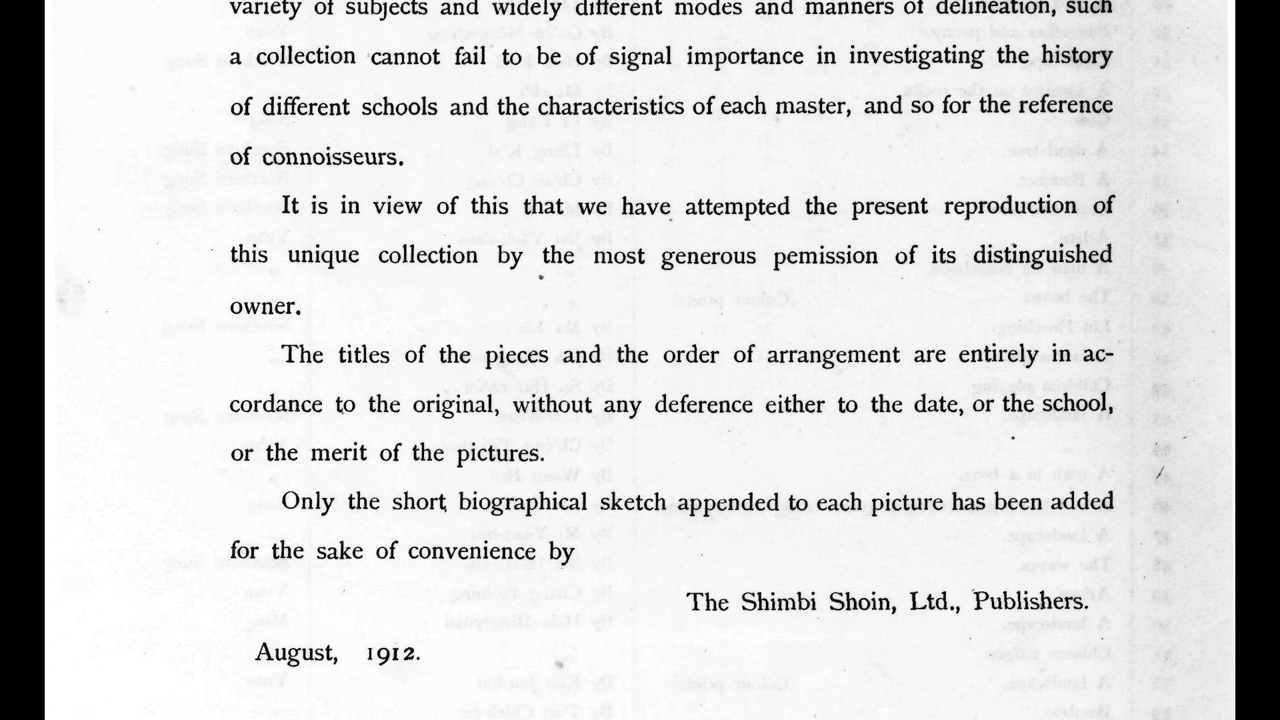 variety of subjects and widely different modes and manners of delineation, such
a collection cannot fail to be of signal importance in investigating the history
of different schools and the characteristics of each master, and so for the reference
of connoisseurs.
It is in view of this that we have attempted the present reproduction of
this unique collection by the most generous pemission of its distinguished
owner.
The titles of the pieces and the order of arrangement are entirely in ac-
cordance to the original, without any deference either to the date, or the school,
or the merit of the pictures.
Only the short biographical sketch appended to each picture has been added
for the sake of convenience by
The Shimbi Shoin, Ltd., Publishers.
August, 1912.